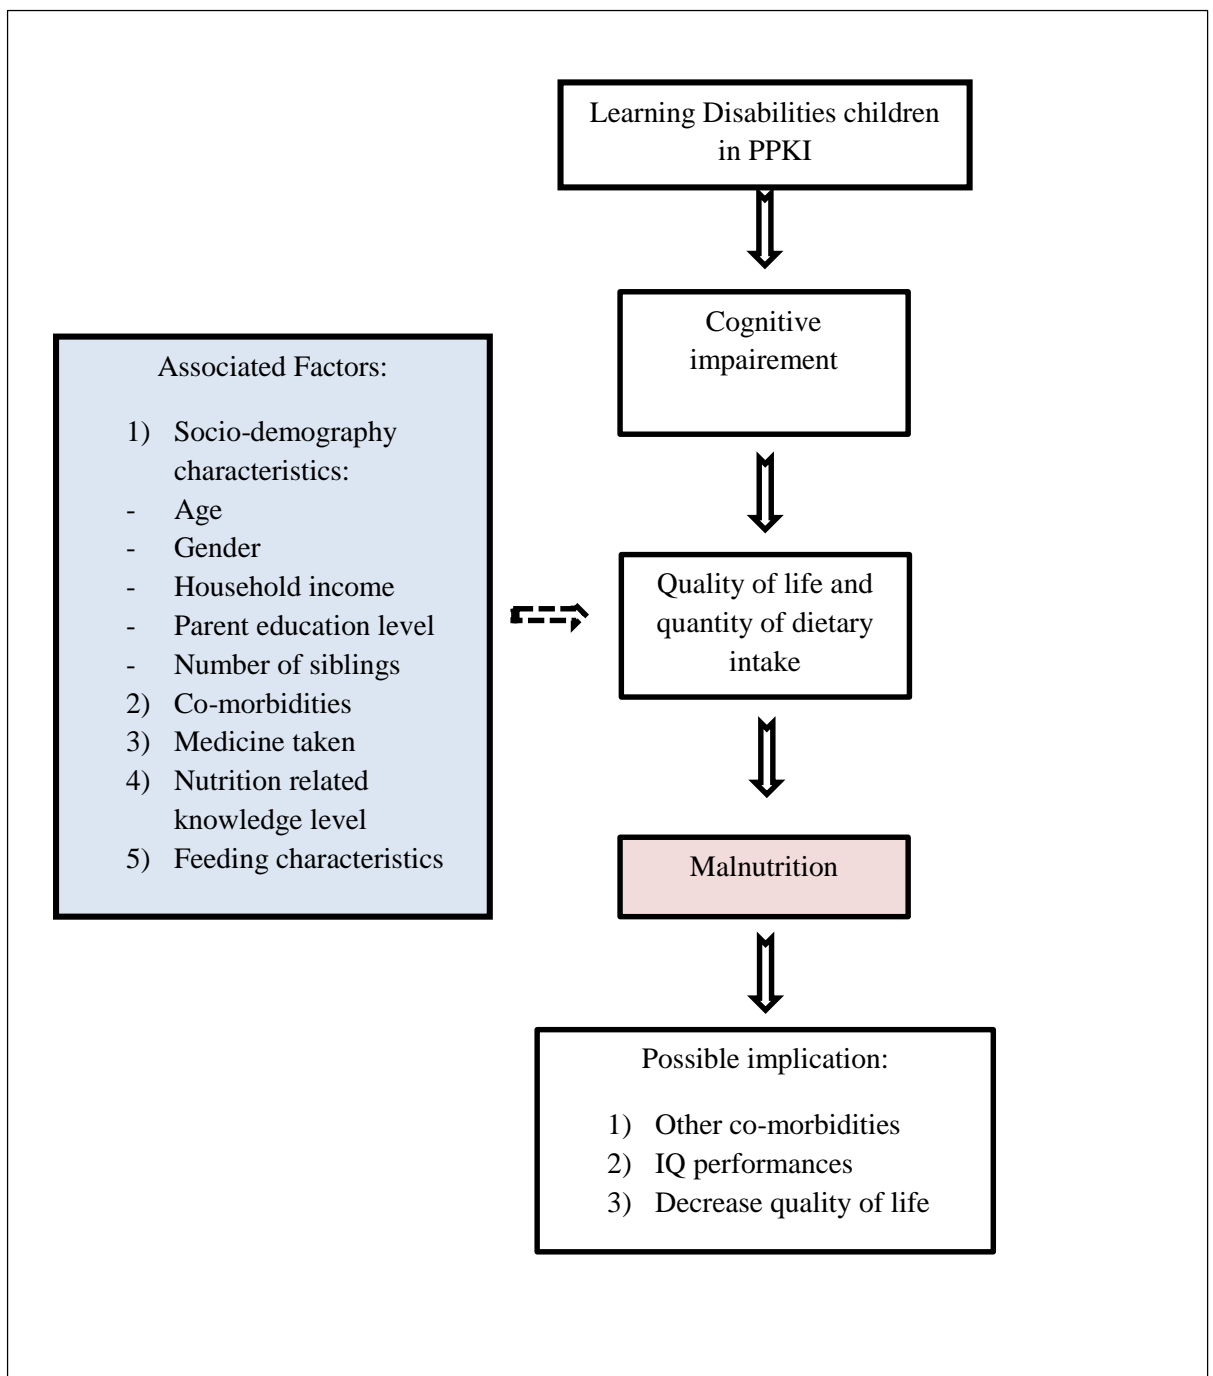 Learning Disabilities children
in PPKI
Cognitive
impairement
Associated Factors:
1) Socio-demography
characteristics:
- Age
- Gender
- Household income
- Parent education level
- Number of siblings
2) Co-morbidities
3) Medicine taken
4) Nutrition related
knowledge level
5) Feeding characteristics
Quality of life and
quantity of dietary
intake
Malnutrition
Possible implication:
1) Other co-morbidities
2) IQ performances
3) Decrease quality of life